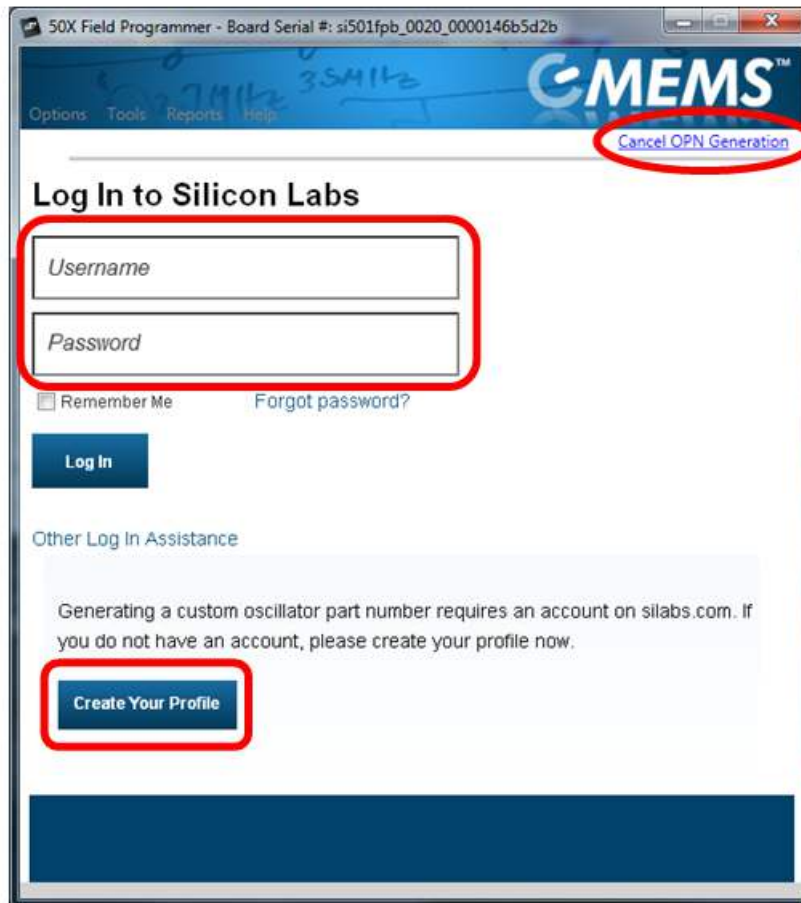 50X Field Programmer - Board Serial #: si501fpb_0020_0000146b5d2b
35MHz
CMEMS™
Options Tools Reports Help
Cancel OPN Generation
Log In to Silicon Labs
Username
Password
Remember Me Forgot password?
Log In
Other Log In Assistance
Generating a custom oscillator part number requires an account on silabs.com. If
you do not have an account, please create your profile now.
Create Your Profile